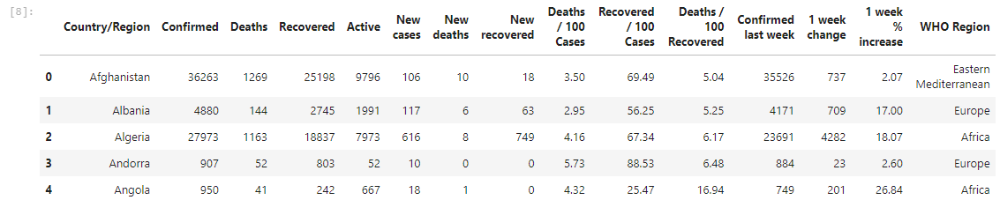 [8]:
Country/Region Confirmed Deaths Recovered Active New cases New deaths New recovered Deaths / 100 Cases Recovered / 100 Cases Deaths / 100 Recovered Confirmed last week 1 week change 1 week % increase WHO Region
0 Afghanistan 36263 1269 25198 9796 106 10 18 3.50 69.49 5.04 35526 737 2.07 Eastern Mediterranean
1 Albania 4880 144 2745 1991 117 6 63 2.95 56.25 5.25 4171 709 17.00 Europe
2 Algeria 27973 1163 18837 7973 616 8 749 4.16 67.34 6.17 23691 4282 18.07 Africa
3 Andorra 907 52 803 52 10 0 0 5.73 88.53 6.48 884 23 2.60 Europe
4 Angola 950 41 242 667 18 1 0 4.32 25.47 16.94 749 201 26.84 Africa